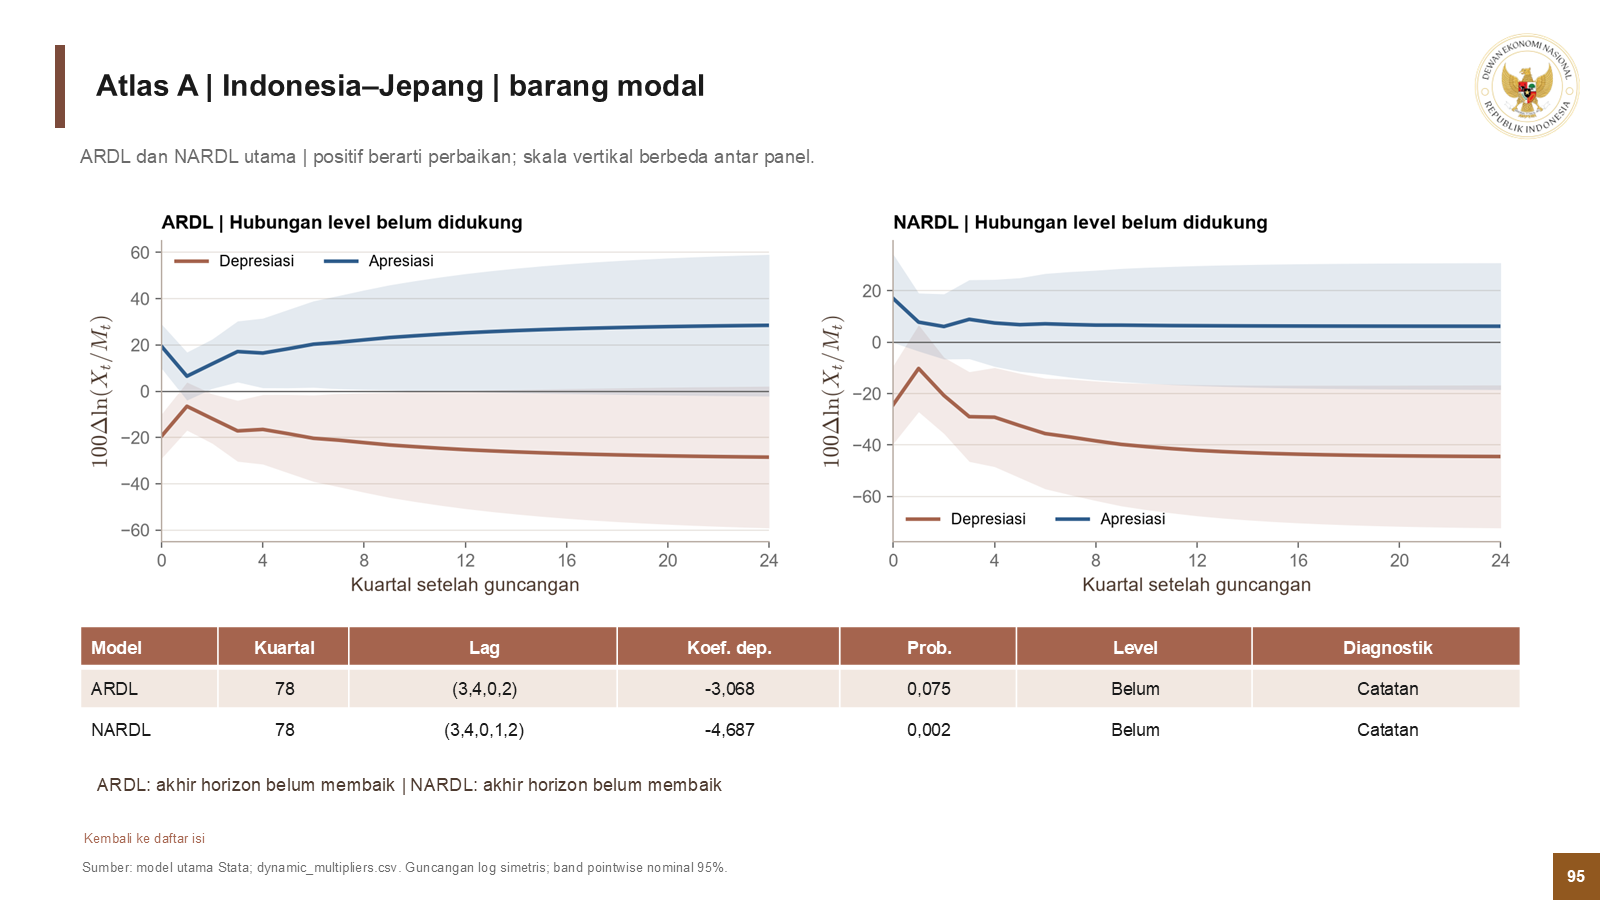 Atlas A | Indonesia–Jepang | barang modal
DEWAN EKONOMI NASIONAL
REPUBLIK INDONESIA
ARDL dan NARDL utama | positif berarti perbaikan; skala vertikal berbeda antar panel.
ARDL | Hubungan level belum didukung
Depresiasi Apresiasi
100Δln(Xt/Mt)
60
40
20
0
−20
−40
−60
0 4 8 12 16 20 24
Kuartal setelah guncangan
NARDL | Hubungan level belum didukung
100Δln(Xt/Mt)
20
0
−20
−40
−60
Depresiasi Apresiasi
0 4 8 12 16 20 24
Kuartal setelah guncangan
Model Kuartal Lag Koef. dep. Prob. Level Diagnostik
ARDL 78 (3,4,0,2) -3,068 0,075 Belum Catatan
NARDL 78 (3,4,0,1,2) -4,687 0,002 Belum Catatan
ARDL: akhir horizon belum membaik | NARDL: akhir horizon belum membaik
Kembali ke daftar isi
Sumber: model utama Stata; dynamic_multipliers.csv. Guncangan log simetris; band pointwise nominal 95%.
95